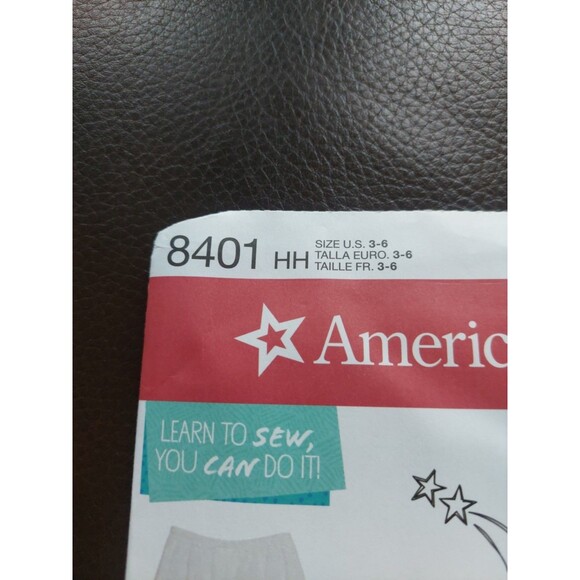 8401 HH
SIZE U.S. 3-6
TALLA EURO. 3-6
TAILLE FR. 3-6
Americ
LEARN TO SEW,
YOU CAN DO IT!